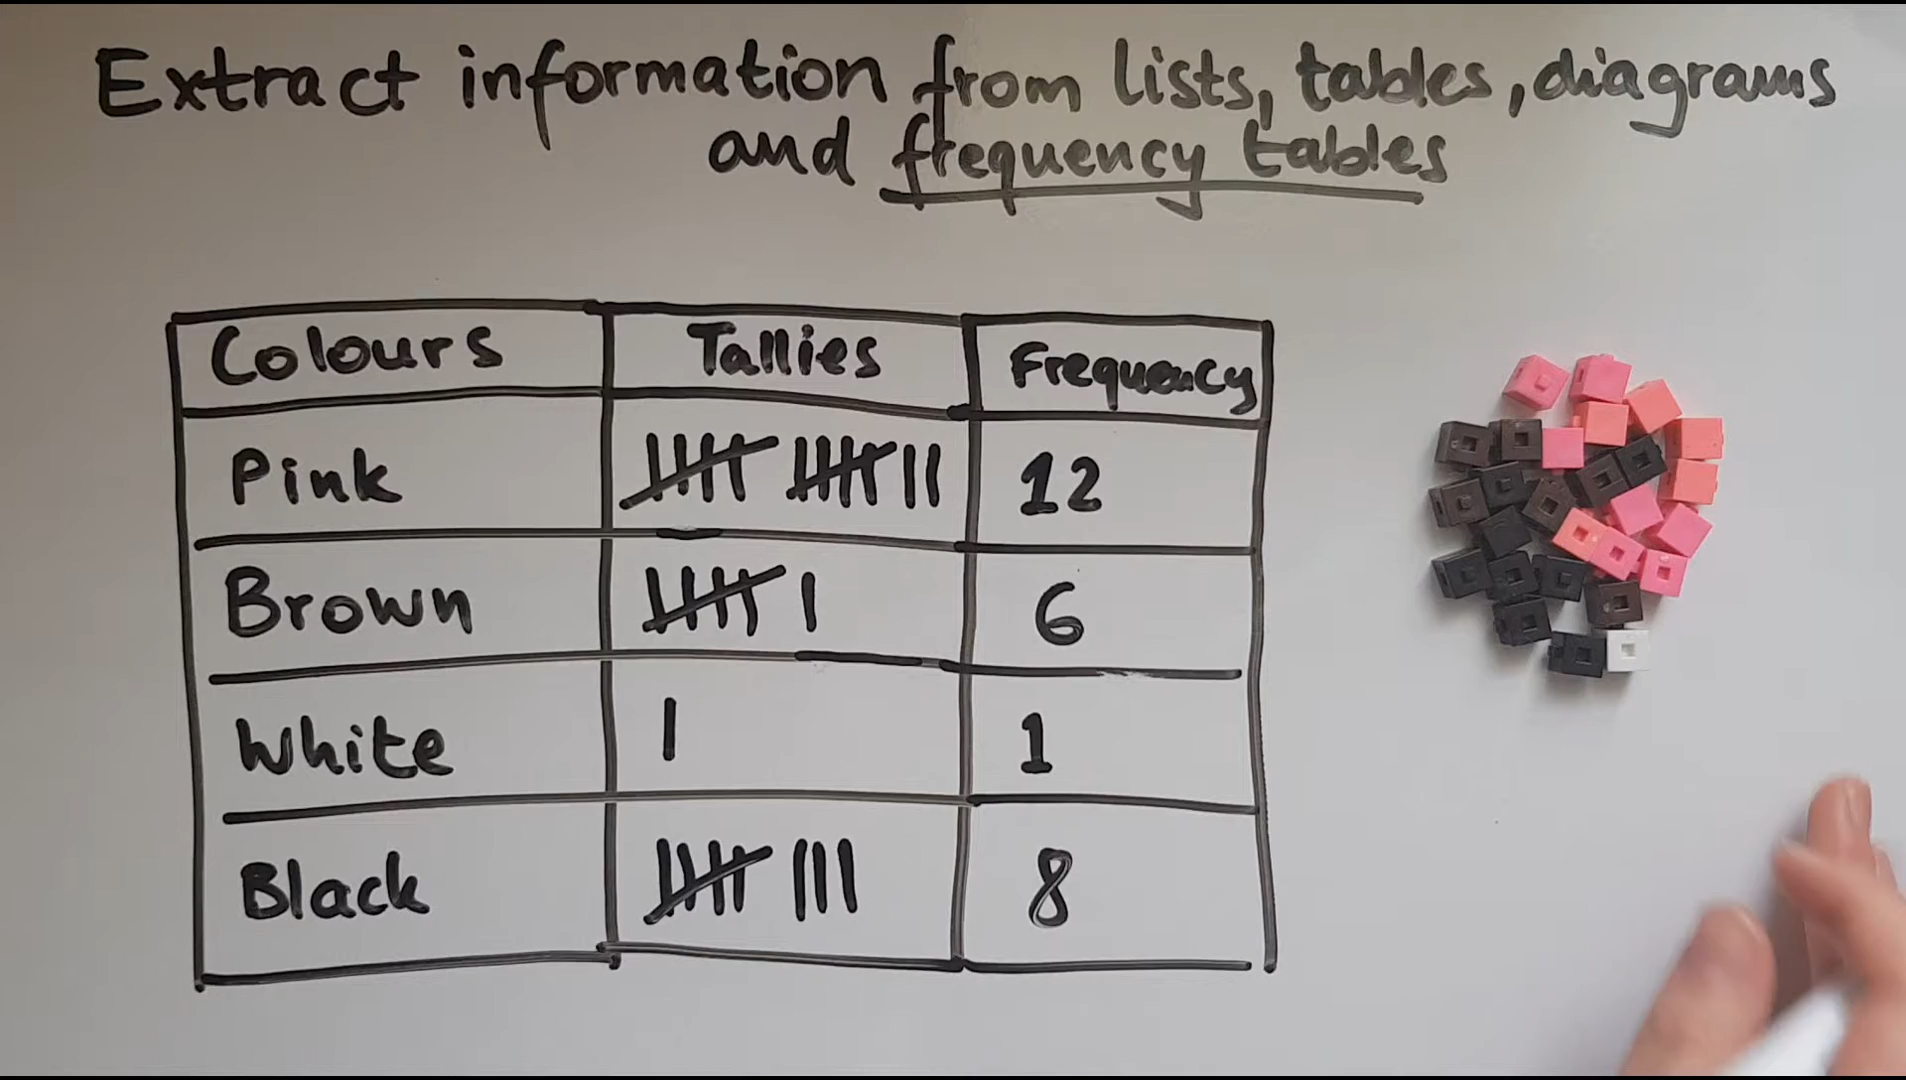 Extract information from lists, tables, diagrams
and frequency tables
Colours Tallies Frequency
Pink 12
Brown 6
White 1
Black 8